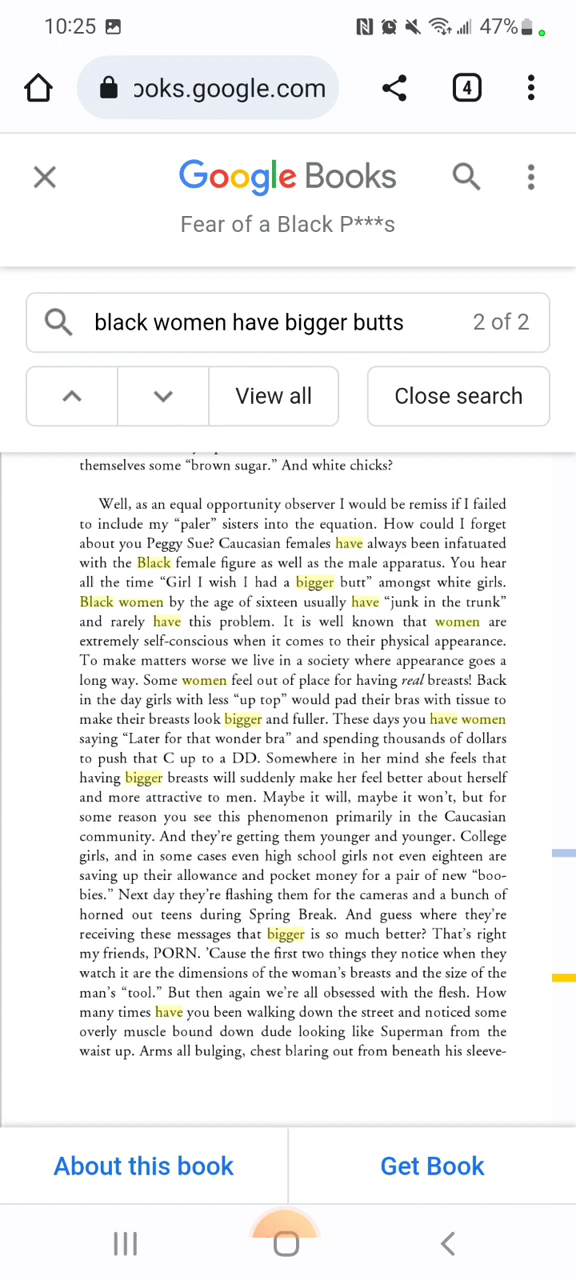 10:25 47%
ooks.google.com 4
Google Books
Fear of a Black P***s
black women have bigger butts 2 of 2
View all Close search
themselves some “brown sugar.” And white chicks?
Well, as an equal opportunity observer I would be remiss if I failed
to include my “paler” sisters into the equation. How could I forget
about you Peggy Sue? Caucasian females have always been infatuated
with the Black female figure as well as the male apparatus. You hear
all the time “Girl I wish I had a bigger butt” amongst white girls.
Black women by the age of sixteen usually have “junk in the trunk”
and rarely have this problem. It is well known that women are
extremely self-conscious when it comes to their physical appearance.
To make matters worse we live in a society where appearance goes a
long way. Some women feel out of place for having real breasts! Back
in the day girls with less “up top” would pad their bras with tissue to
make their breasts look bigger and fuller. These days you have women
saying “Later for that wonder bra” and spending thousands of dollars
to push that C up to a DD. Somewhere in her mind she feels that
having bigger breasts will suddenly make her feel better about herself
and more attractive to men. Maybe it will, maybe it won’t, but for
some reason you see this phenomenon primarily in the Caucasian
community. And they’re getting them younger and younger. College
girls, and in some cases even high school girls not even eighteen are
saving up their allowance and pocket money for a pair of new “boo-
bies.” Next day they’re flashing them for the cameras and a bunch of
horned out teens during Spring Break. And guess where they’re
receiving these messages that bigger is so much better? That’s right
my friends, PORN. ’Cause the first two things they notice when they
watch it are the dimensions of the woman’s breasts and the size of the
man’s “tool.” But then again we’re all obsessed with the flesh. How
many times have you been walking down the street and noticed some
overly muscle bound down dude looking like Superman from the
waist up. Arms all bulging, chest blaring out from beneath his sleeve-
About this book Get Book